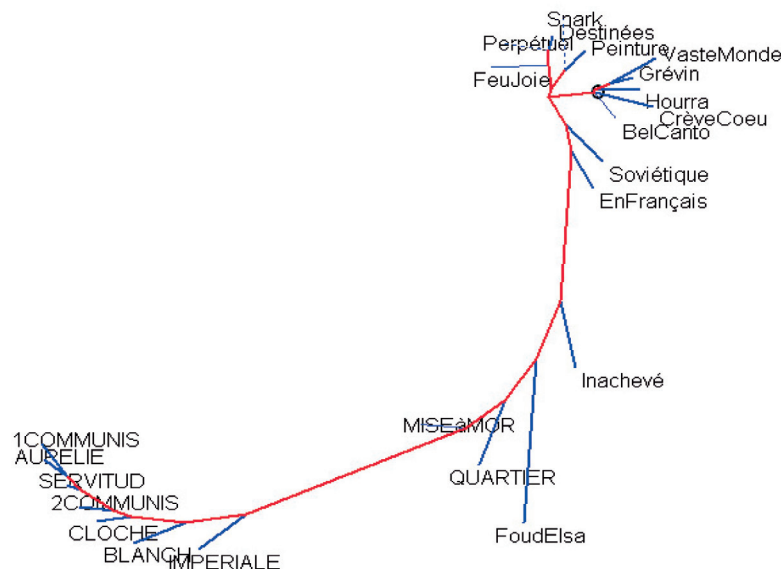 Snark
Destinées
Perpétuel
Peinture
VasteMonde
FeuJoie
Grévin
Hourra
CrèveCoeu
BelCanto
Soviétique
EnFrançais
Inachevé
MISEàMOR
1COMMUNIS
AURELIE
QUARTIER
SERVITUD
2COMMUNIS
CLOCHE
FoudElsa
BLANCH
IMPERIALE